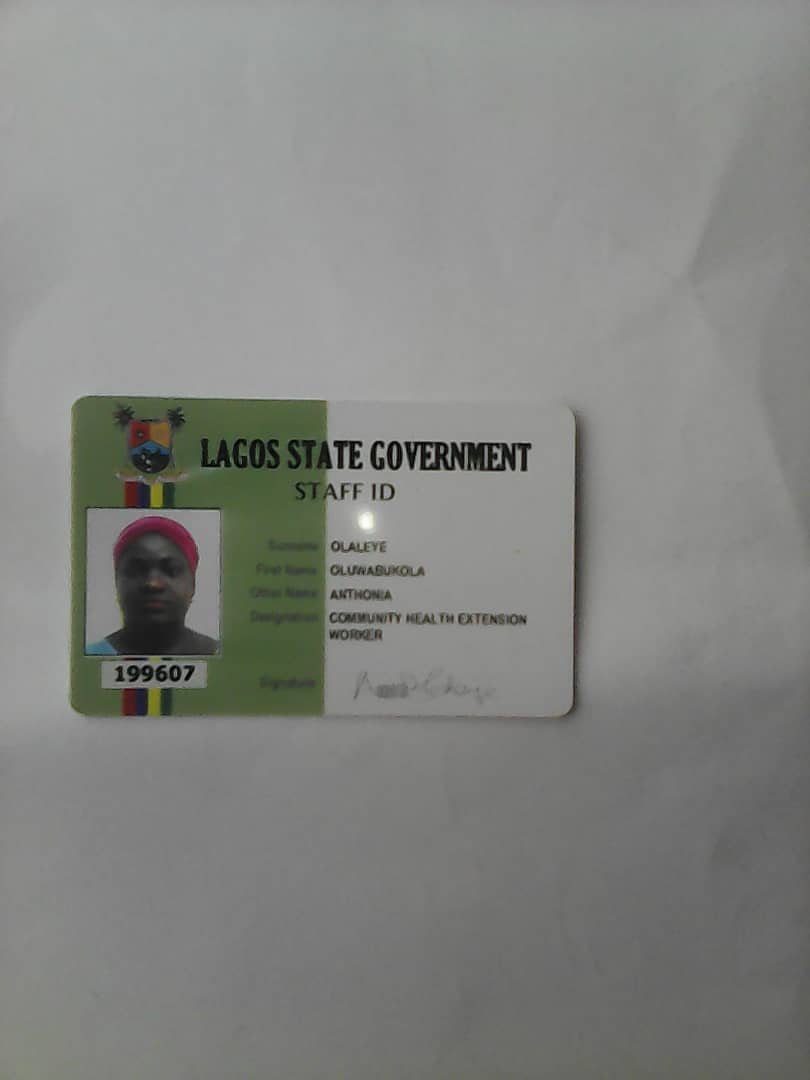 LAGOS STATE GOVERNMENT
STAFF ID
Surname OLALEYE
First Name OLUWABUKOLA
Other Name ANTHONIA
Designation COMMUNITY HEALTH EXTENSION
WORKER
199607
Signature